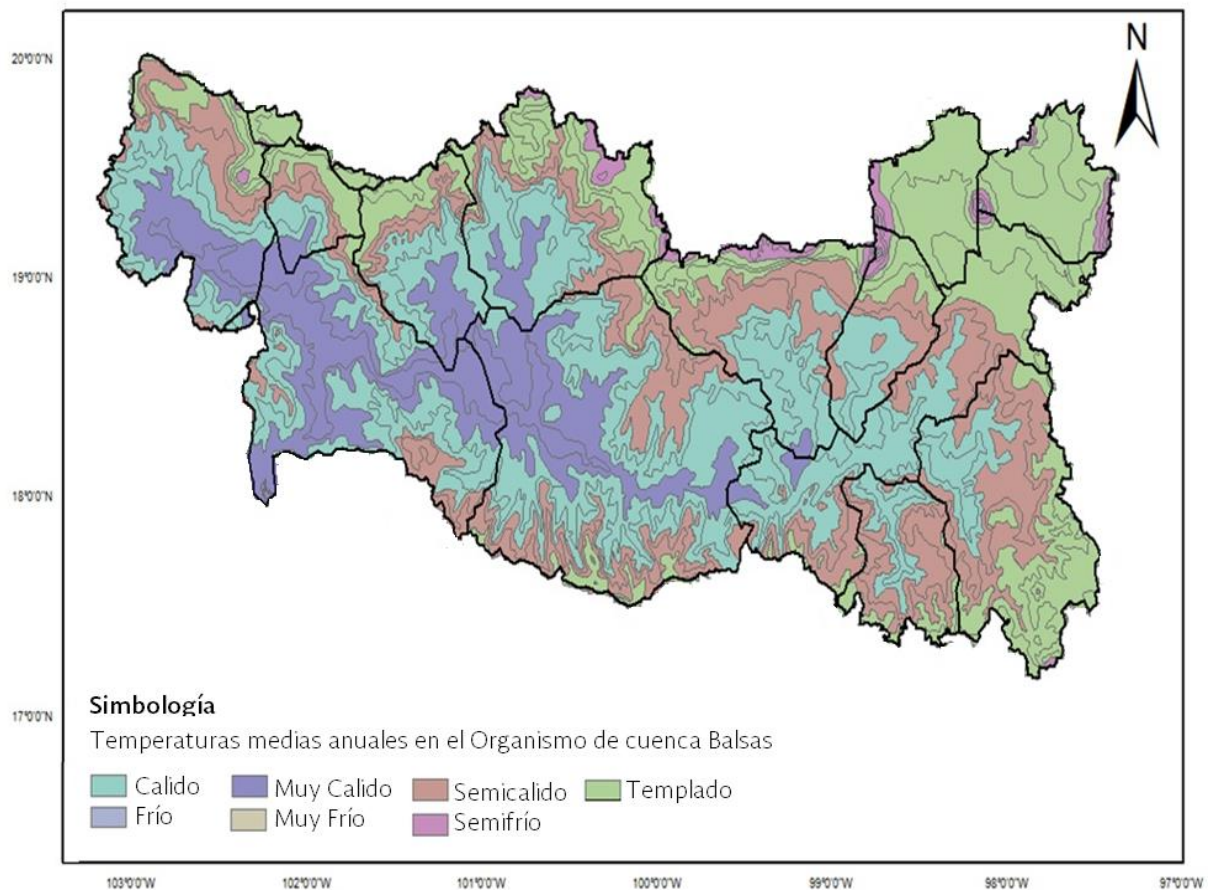 N
20°0'0"N
19°0'0"N
18°0'0"N
17°0'0"N
Simbología
Temperaturas medias anuales en el Organismo de cuenca Balsas
Calido
Muy Calido
Semicalido
Templado
Frío
Muy Frío
Semifrío
103°0'0"W
102°0'0"W
101°0'0"W
100°0'0"W
99°0'0"W
98°0'0"W
97°0'0"W